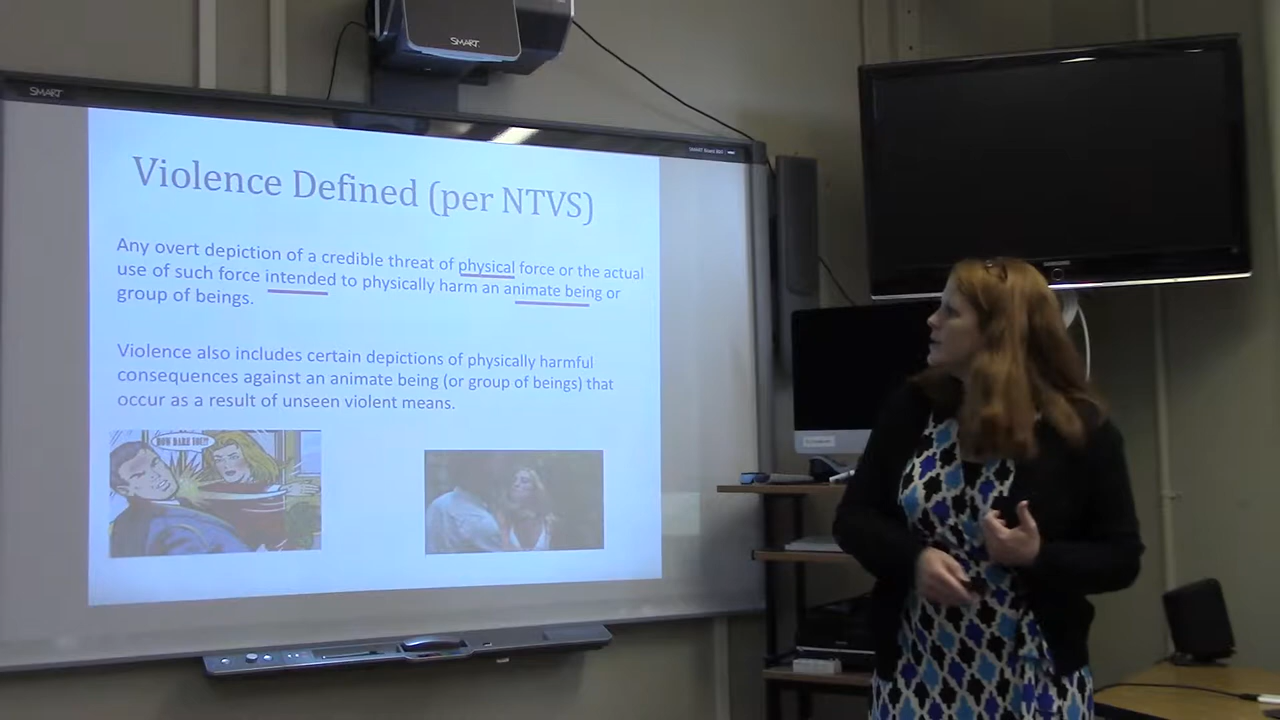 SMART
SMART
Violence Defined (per NTVS)
Any overt depiction of a credible threat of physical force or the actual
use of such force intended to physically harm an animate being or
group of beings.
Violence also includes certain depictions of physically harmful
consequences against an animate being (or group of beings) that
occur as a result of unseen violent means.
HOW DARE YOU?!
SAMSUNG